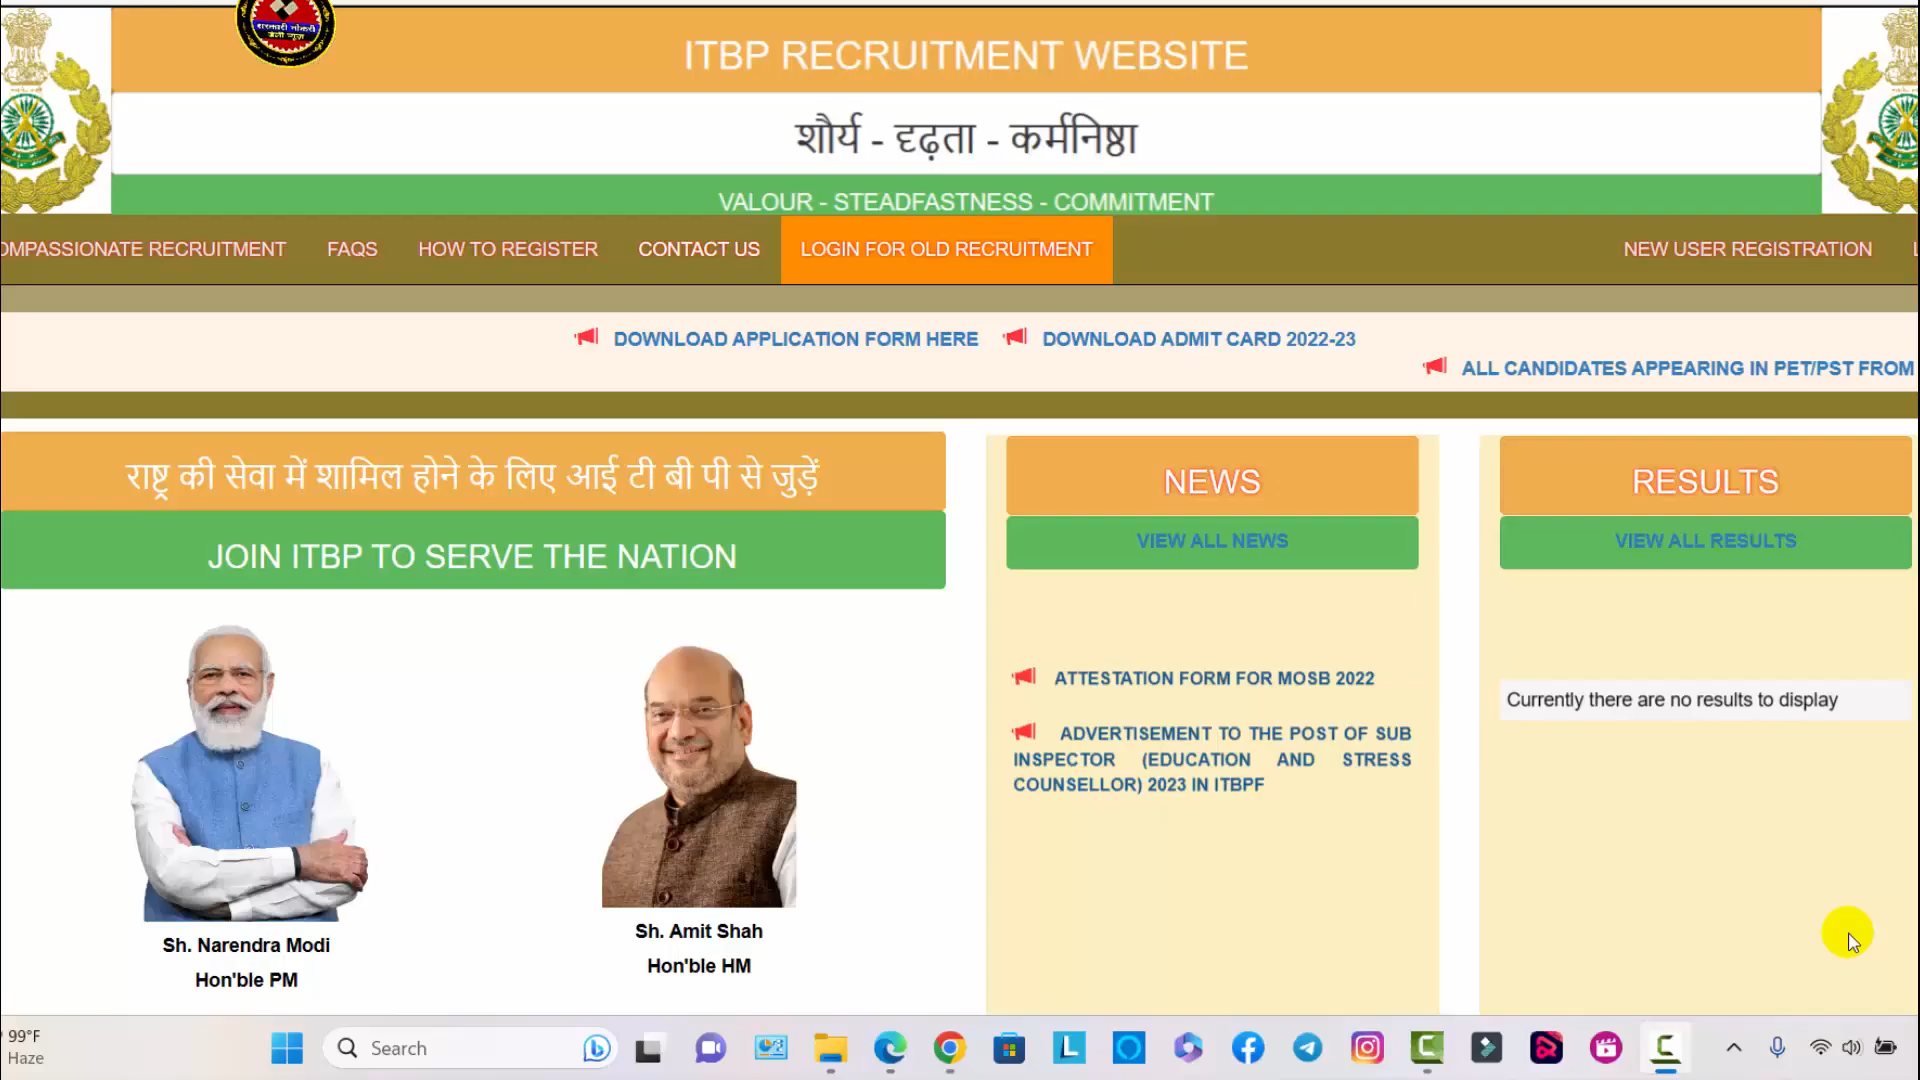 सरकारी नौकरी
ITBP RECRUITMENT WEBSITE
शौर्य - दृढ़ता - कर्मनिष्ठा
VALOUR - STEADFASTNESS - COMMITMENT
OMPASSIONATE RECRUITMENT FAQS HOW TO REGISTER CONTACT US LOGIN FOR OLD RECRUITMENT NEW USER REGISTRATION
DOWNLOAD APPLICATION FORM HERE DOWNLOAD ADMIT CARD 2022-23
ALL CANDIDATES APPEARING IN PET/PST FROM
राष्ट्र की सेवा में शामिल होने के लिए आई टी बी पी से जुड़ें
JOIN ITBP TO SERVE THE NATION
Sh. Narendra Modi
Hon'ble PM
Sh. Amit Shah
Hon'ble HM
NEWS
VIEW ALL NEWS
ATTESTATION FORM FOR MOSB 2022
ADVERTISEMENT TO THE POST OF SUB
INSPECTOR (EDUCATION AND STRESS
COUNSELLOR) 2023 IN ITBPF
RESULTS
VIEW ALL RESULTS
Currently there are no results to display
99°F
Haze
Search